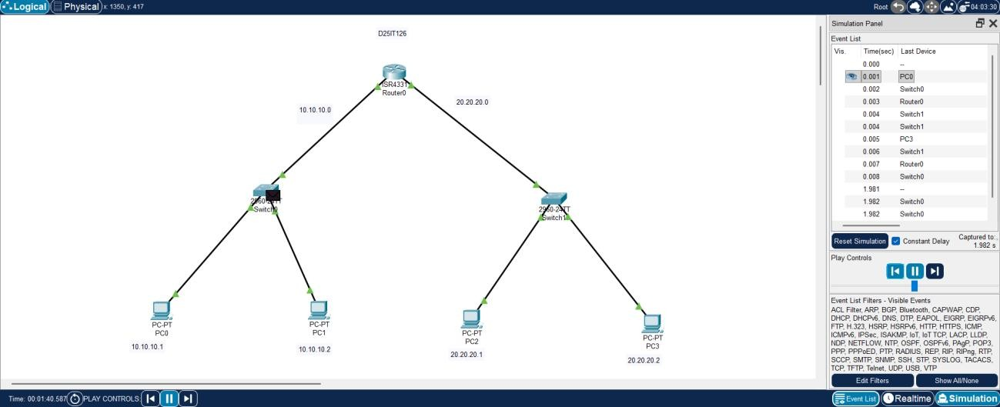 Logical Physical x: 1350, y: 417 Root 04:03:30
D25IT126
ISR4331
Router0
10.10.10.0
20.20.20.0
2960-24TT
Switch0
2960-24TT
Switch1
PC-PT
PC0
10.10.10.1
PC-PT
PC1
10.10.10.2
PC-PT
PC2
20.20.20.1
PC-PT
PC3
20.20.20.2
Simulation Panel
Event List
Vis. Time(sec) Last Device
0.000 --
0.001 PC0
0.002 Switch0
0.003 Router0
0.004 Switch1
0.004 Switch1
0.005 PC3
0.006 Switch1
0.007 Router0
0.008 Switch0
1.981 --
1.982 Switch0
1.982 Switch0
Reset Simulation Constant Delay Captured to:
1.982 s
Play Controls
Event List Filters - Visible Events
ACL Filter, ARP, BGP, Bluetooth, CAPWAP, CDP,
DHCP, DHCPv6, DNS, DTP, EAPOL, EIGRP, EIGRPv6,
FTP, H.323, HSRP, HSRPv6, HTTP, HTTPS, ICMP,
ICMPv6, IPSec, ISAKMP, IoT, IoT TCP, LACP, LLDP,
NDP, NETFLOW, NTP, OSPF, OSPFv6, PAgP, POP3,
PPP, PPPoED, PTP, RADIUS, REP, RIP, RIPng, RTP,
SCCP, SMTP, SNMP, SSH, STP, SYSLOG, TACACS,
TCP, TFTP, Telnet, UDP, USB, VTP
Edit Filters Show All/None
Time: 00:01:40.587 PLAY CONTROLS: Event List Realtime Simulation